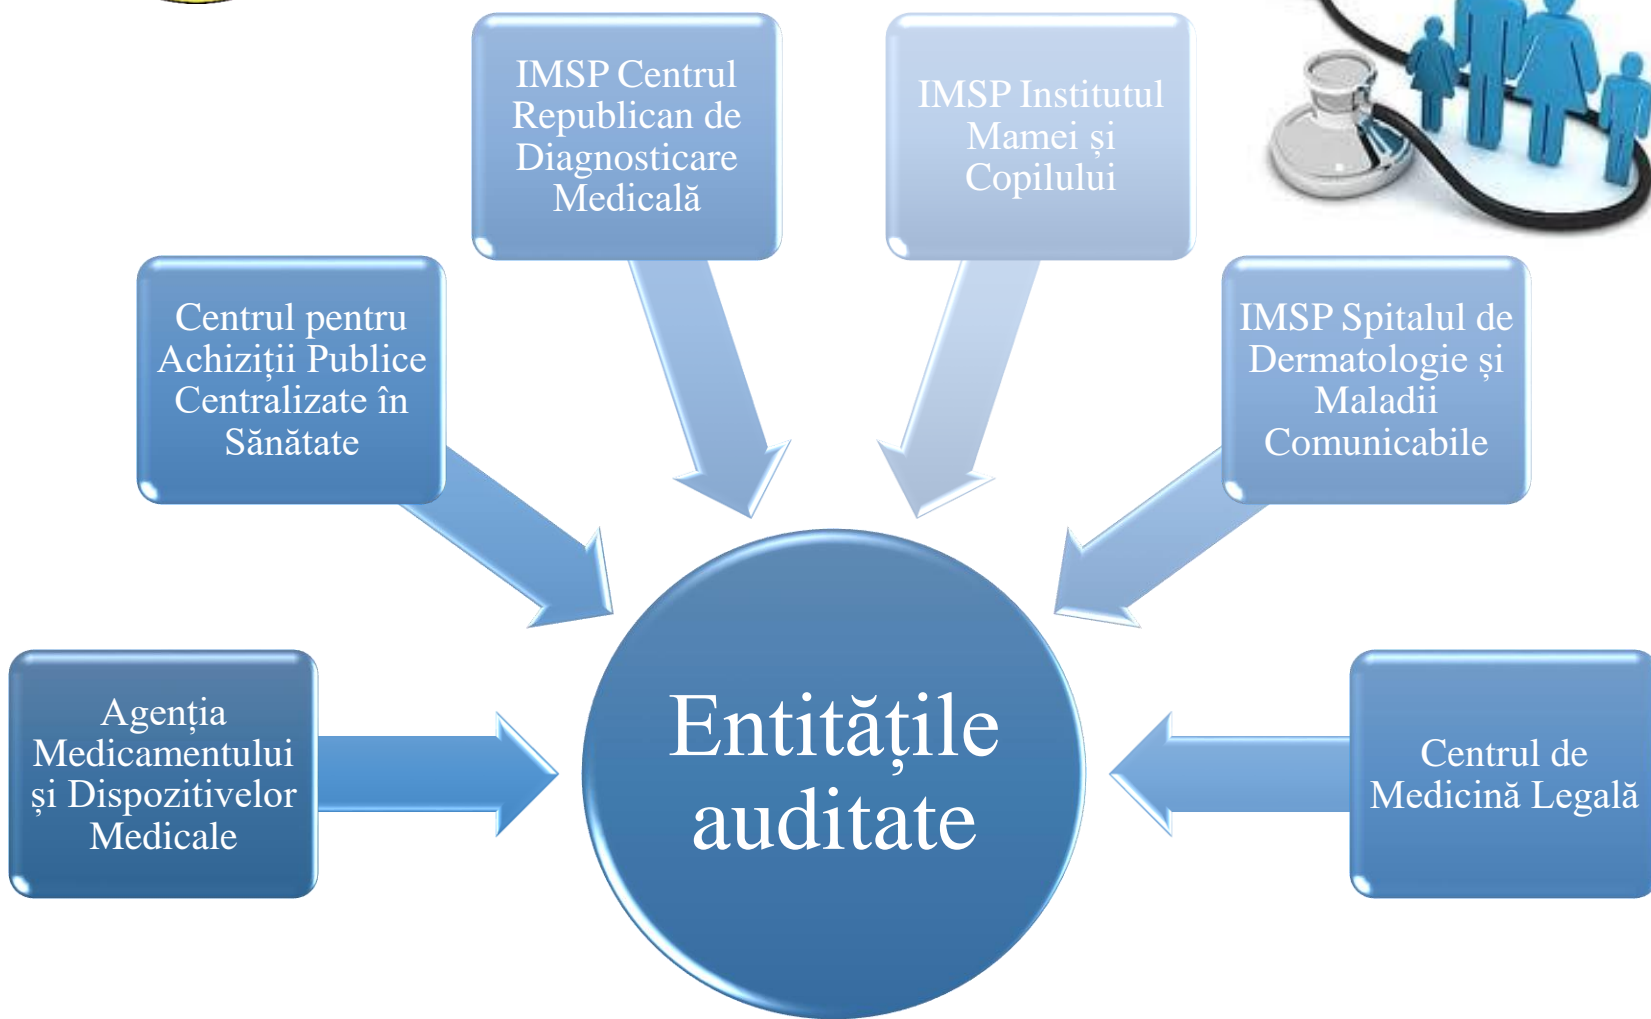 IMSP Centrul
Republican de
Diagnosticare
Medicală
IMSP Institutul
Mamei și
Copilului
Centrul pentru
Achiziții Publice
Centralizate în
Sănătate
IMSP Spitalul de
Dermatologie și
Maladii
Comunicabile
Agenția
Medicamentului
și Dispozitivelor
Medicale
Entitățile
auditate
Centrul de
Medicină Legală